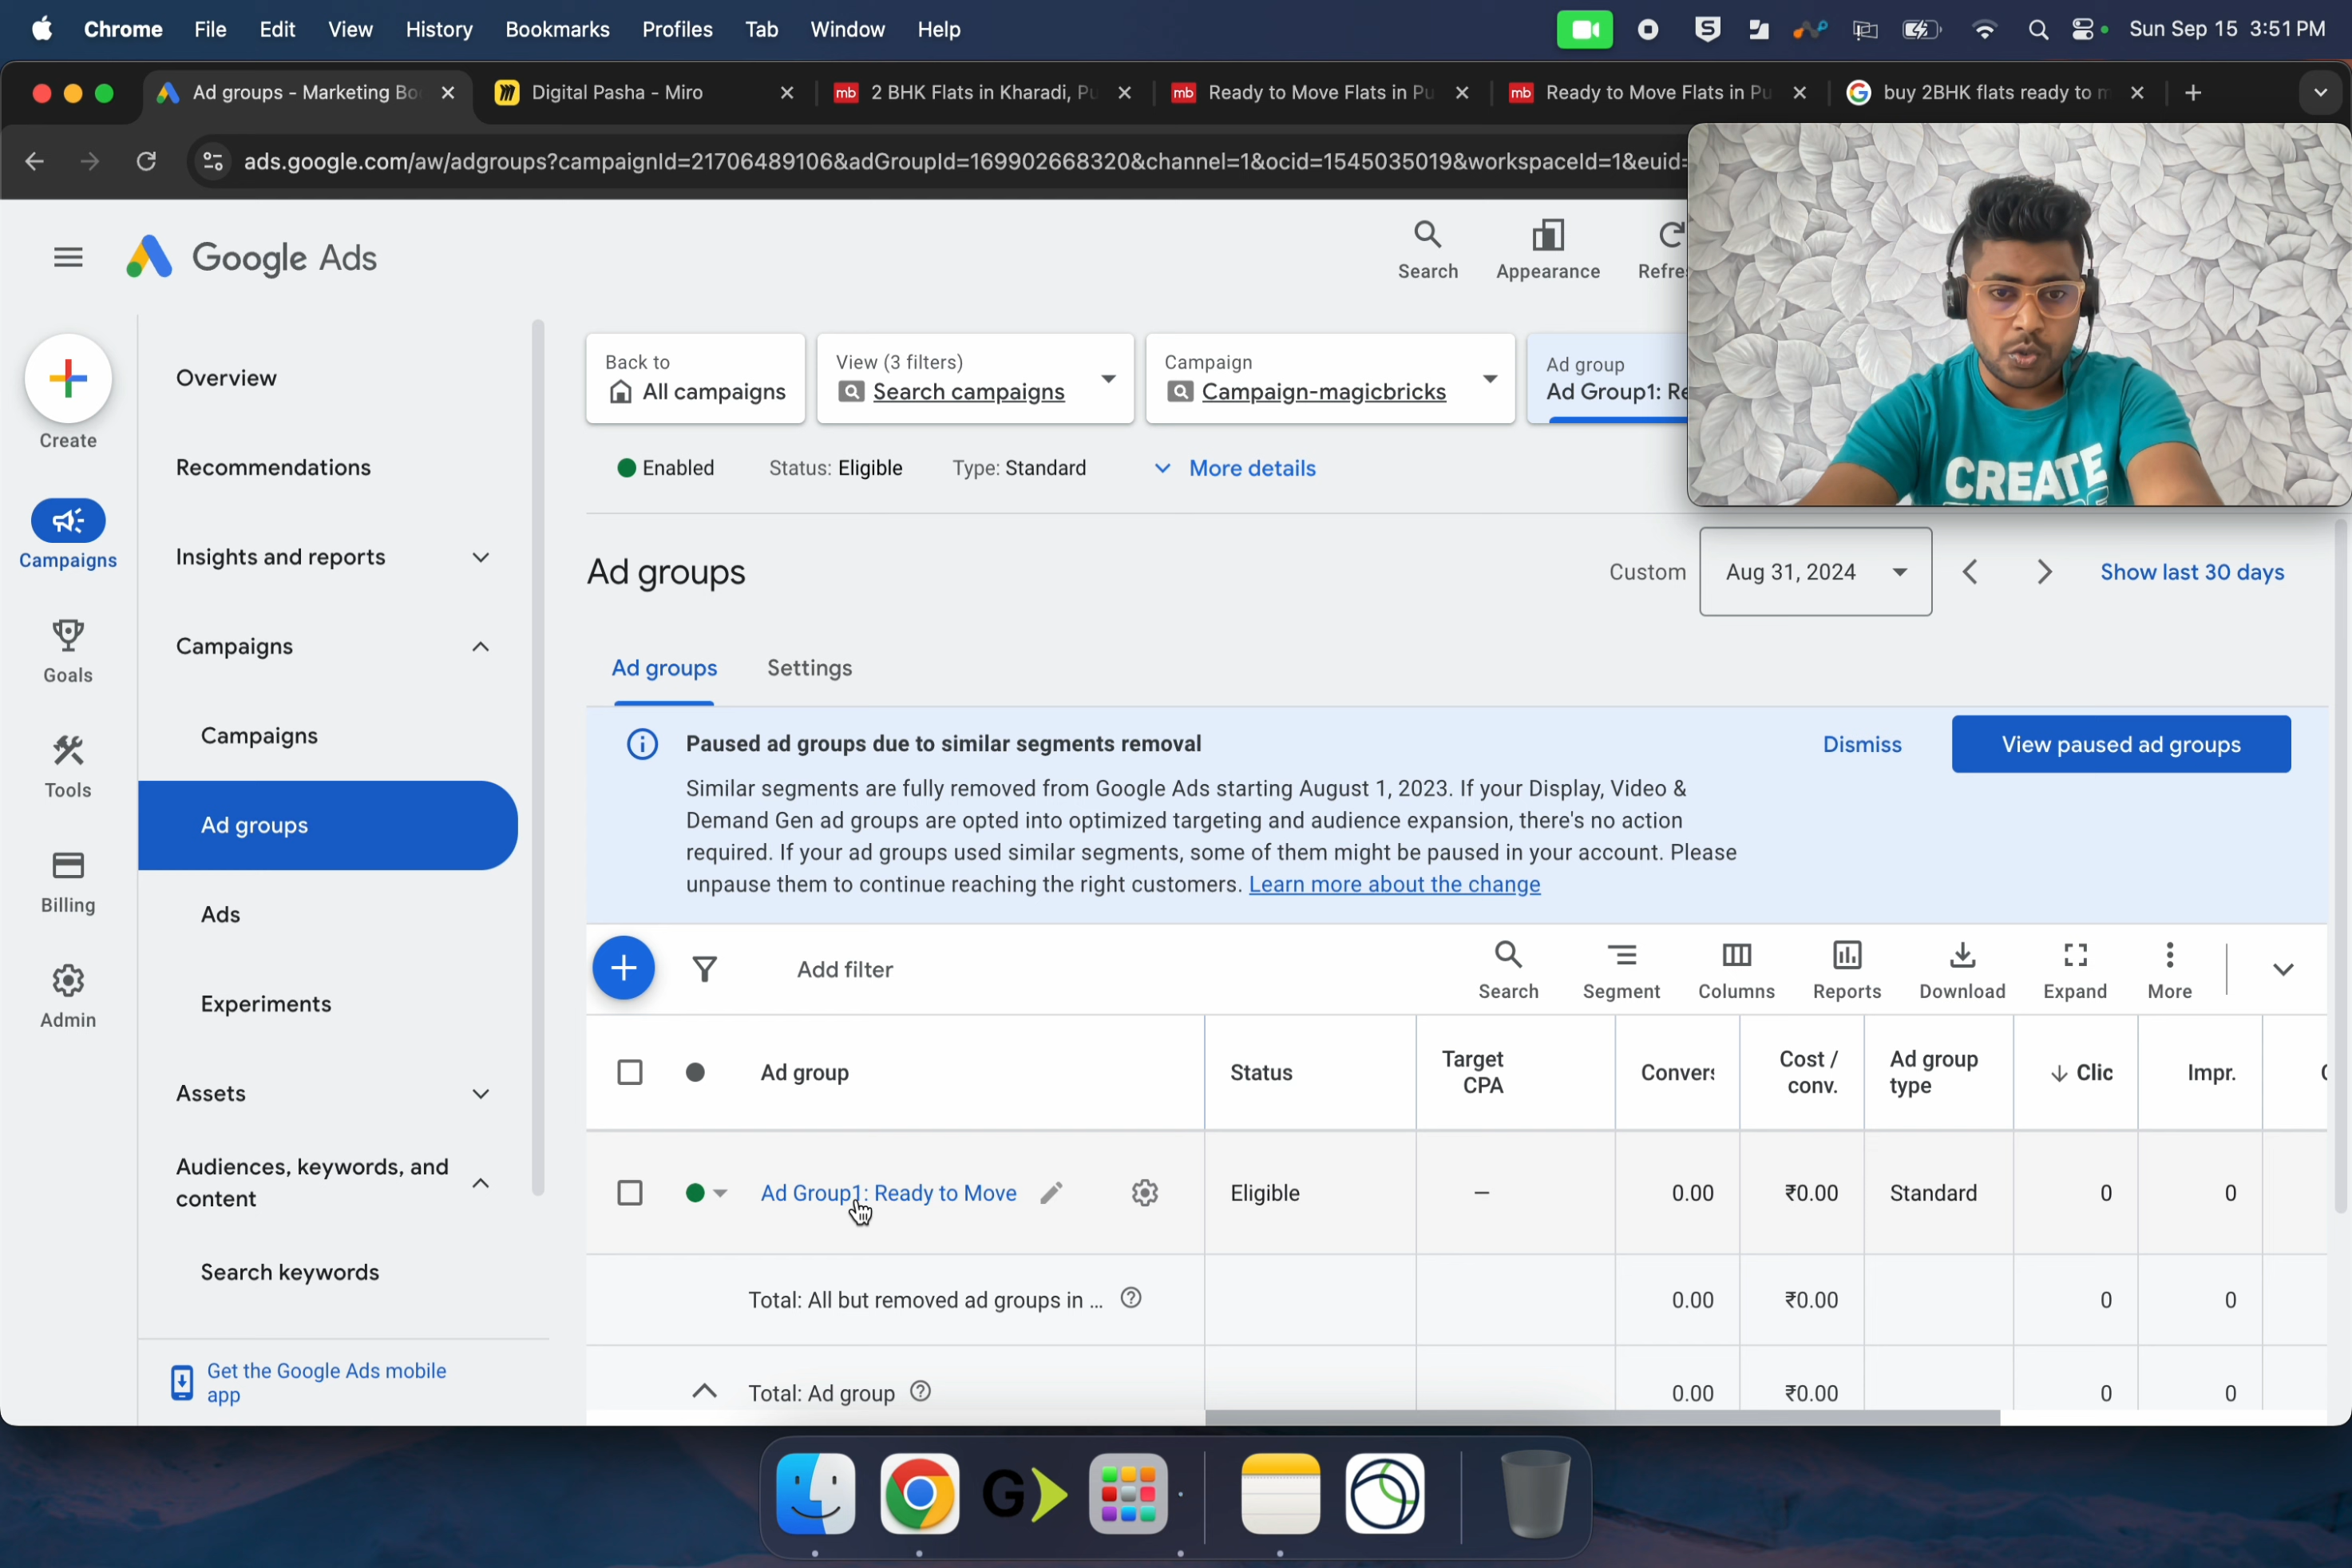 Chrome File Edit View History Bookmarks Profiles Tab Window Help Sun Sep 15 3:51 PM
Ad groups - Marketing Bo Digital Pasha - Miro 2 BHK Flats in Kharadi, Pu Ready to Move Flats in Pu Ready to Move Flats in Pu buy 2BHK flats ready to m
ads.google.com/aw/adgroups?campaignId=21706489106&adGroupId=169902668320&channel=1&ocid=1545035019&workspaceId=1&euid=
Google Ads
Search Appearance Refres
Create
Campaigns
Goals
Tools
Billing
Admin
Overview
Recommendations
Insights and reports
Campaigns
Campaigns
Ad groups
Ads
Experiments
Assets
Audiences, keywords, and
content
Search keywords
Get the Google Ads mobile
app
Back to
All campaigns
View (3 filters)
Search campaigns
Campaign
Campaign-magicbricks
Ad group
Ad Group1: Re
CREATE
Enabled Status: Eligible Type: Standard More details
Ad groups
Custom Aug 31, 2024 Show last 30 days
Ad groups Settings
Paused ad groups due to similar segments removal
Dismiss View paused ad groups
Similar segments are fully removed from Google Ads starting August 1, 2023. If your Display, Video &
Demand Gen ad groups are opted into optimized targeting and audience expansion, there's no action
required. If your ad groups used similar segments, some of them might be paused in your account. Please
unpause them to continue reaching the right customers. Learn more about the change
Add filter
Search Segment Columns Reports Download Expand More
Ad group Status Target CPA Convers Cost / conv. Ad group type Clic Impr.
Ad Group1: Ready to Move Eligible – 0.00 ₹0.00 Standard 0 0
Total: All but removed ad groups in ... 0.00 ₹0.00 0 0
Total: Ad group 0.00 ₹0.00 0 0